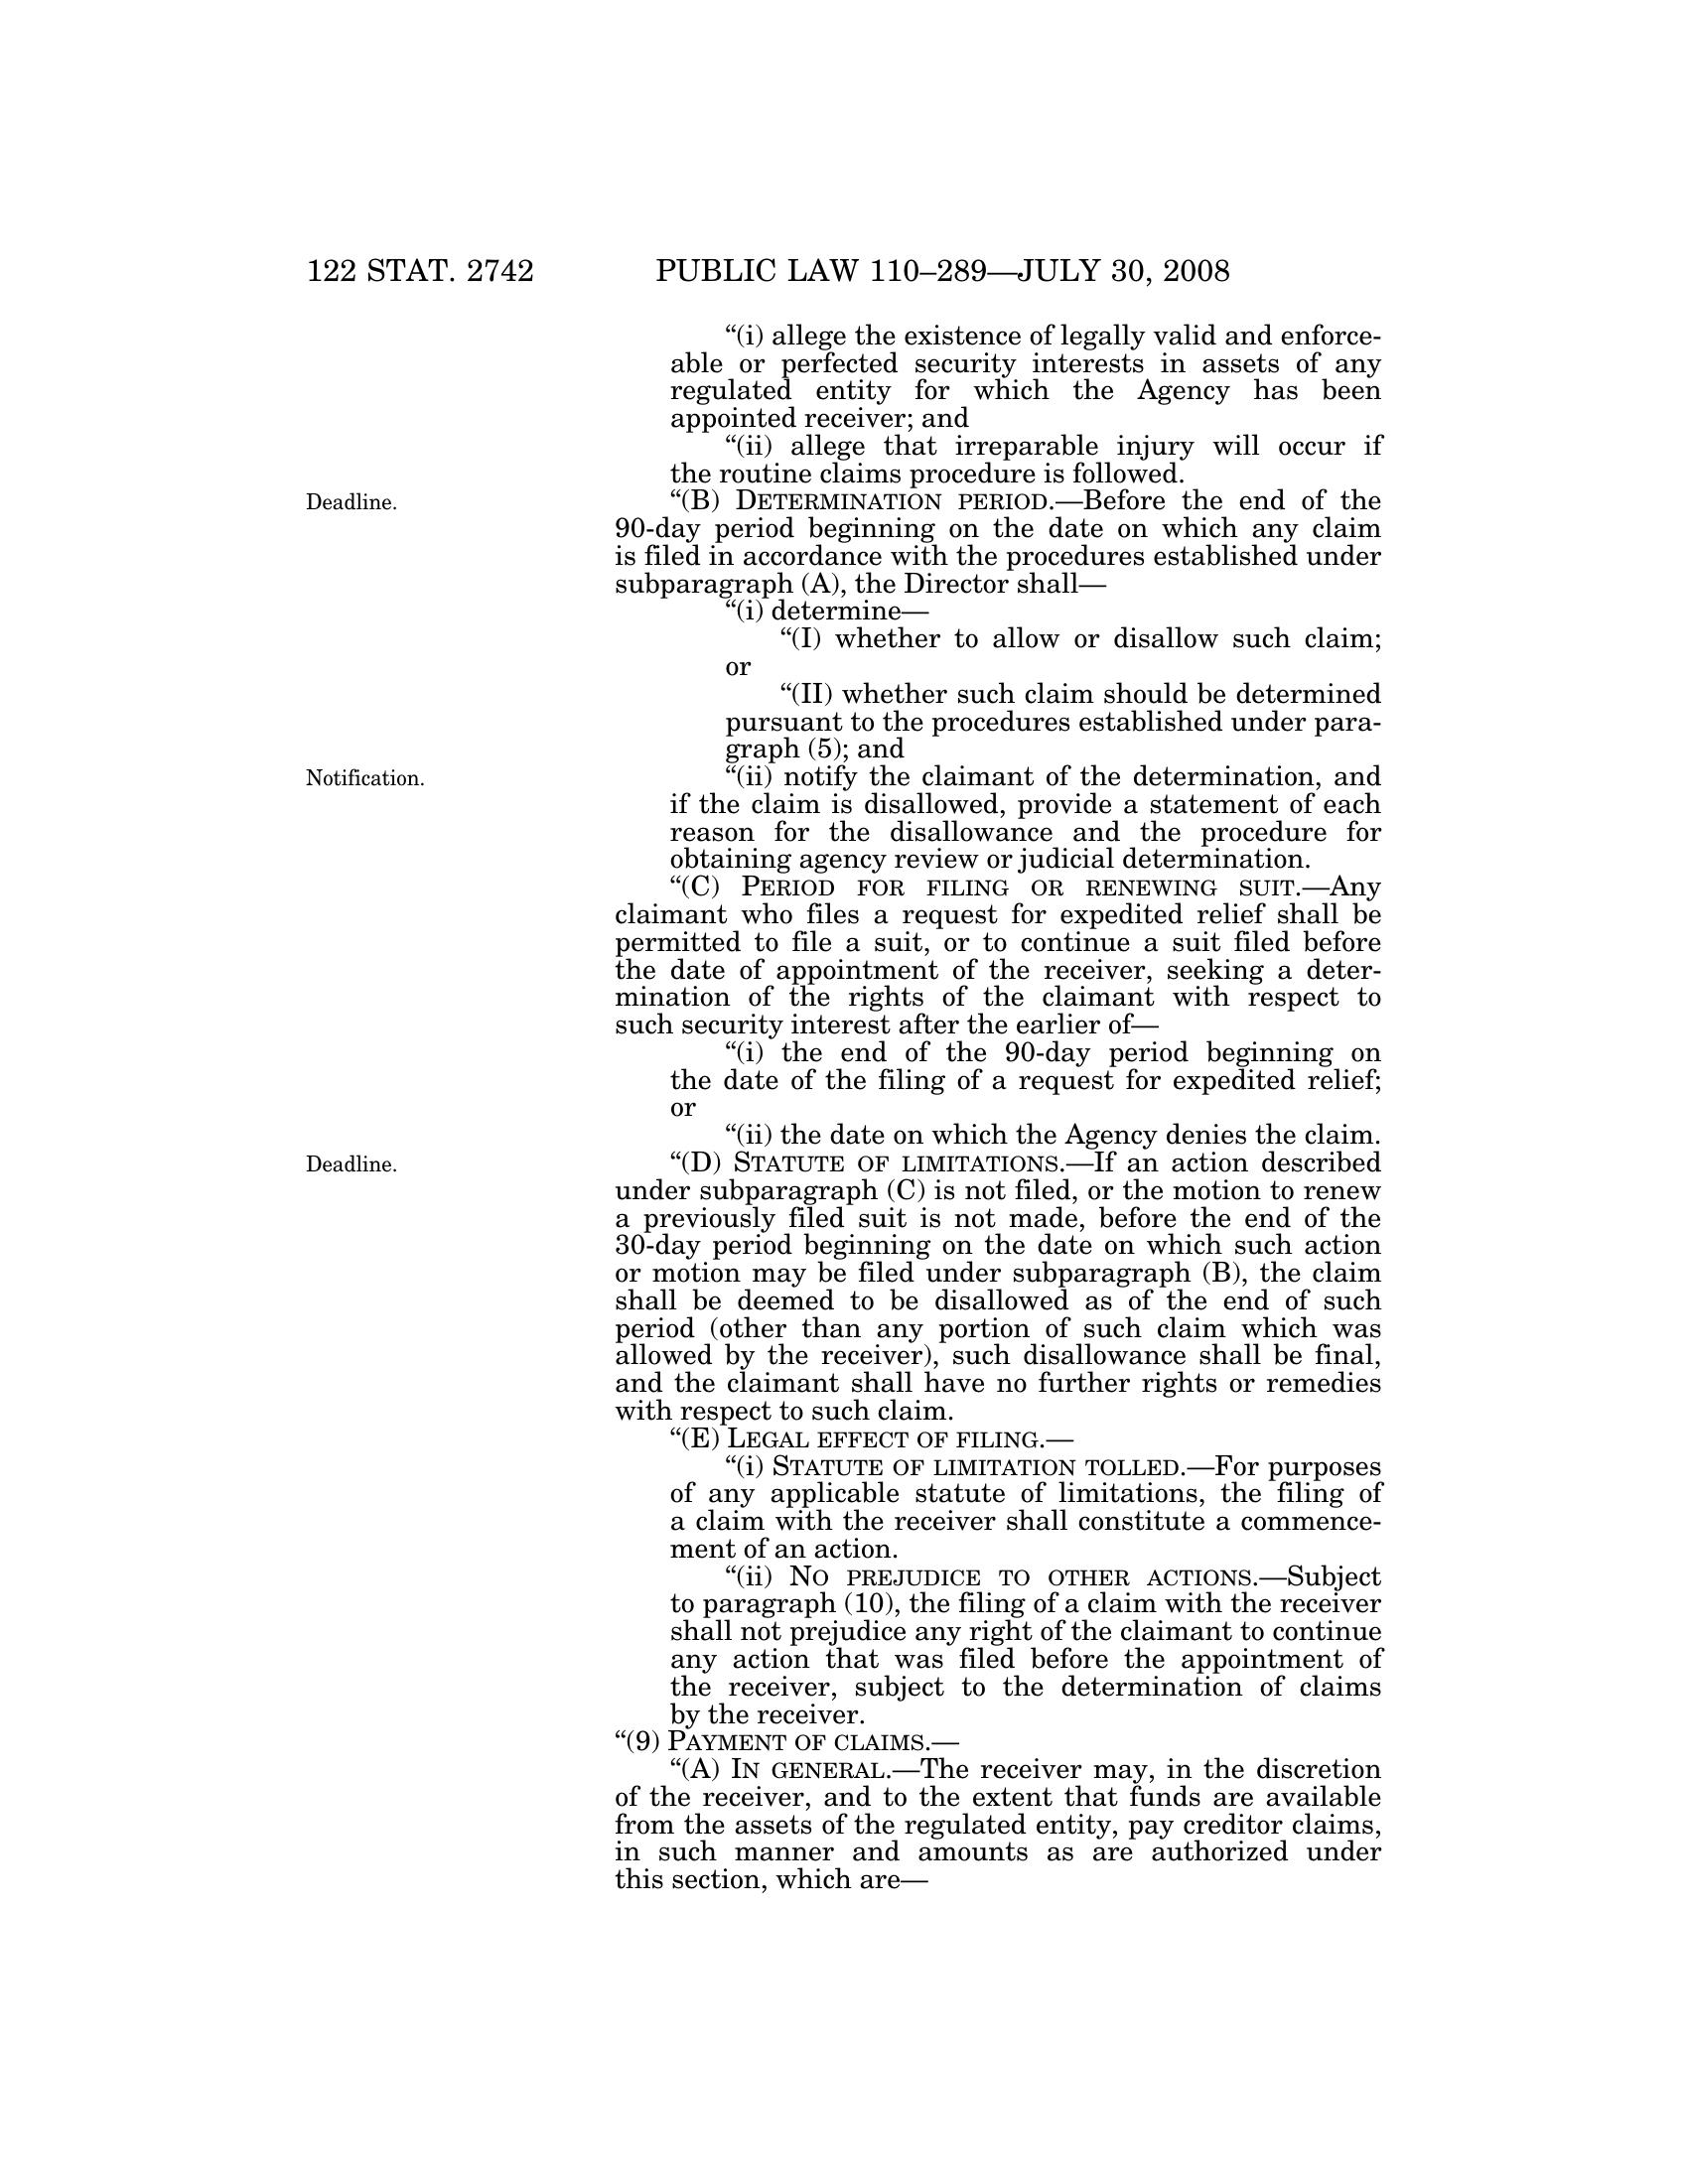 122 STAT. 2742 PUBLIC LAW 110–289—JULY 30, 2008
“(i) allege the existence of legally valid and enforce-
able or perfected security interests in assets of any
regulated entity for which the Agency has been
appointed receiver; and
“(ii) allege that irreparable injury will occur if
the routine claims procedure is followed.
Deadline.
“(B) DETERMINATION PERIOD.—Before the end of the
90-day period beginning on the date on which any claim
is filed in accordance with the procedures established under
subparagraph (A), the Director shall—
“(i) determine—
“(I) whether to allow or disallow such claim;
or
“(II) whether such claim should be determined
pursuant to the procedures established under para-
graph (5); and
Notification.
“(ii) notify the claimant of the determination, and
if the claim is disallowed, provide a statement of each
reason for the disallowance and the procedure for
obtaining agency review or judicial determination.
“(C) PERIOD FOR FILING OR RENEWING SUIT.—Any
claimant who files a request for expedited relief shall be
permitted to file a suit, or to continue a suit filed before
the date of appointment of the receiver, seeking a deter-
mination of the rights of the claimant with respect to
such security interest after the earlier of—
“(i) the end of the 90-day period beginning on
the date of the filing of a request for expedited relief;
or
“(ii) the date on which the Agency denies the claim.
Deadline.
“(D) STATUTE OF LIMITATIONS.—If an action described
under subparagraph (C) is not filed, or the motion to renew
a previously filed suit is not made, before the end of the
30-day period beginning on the date on which such action
or motion may be filed under subparagraph (B), the claim
shall be deemed to be disallowed as of the end of such
period (other than any portion of such claim which was
allowed by the receiver), such disallowance shall be final,
and the claimant shall have no further rights or remedies
with respect to such claim.
“(E) LEGAL EFFECT OF FILING.—
“(i) STATUTE OF LIMITATION TOLLED.—For purposes
of any applicable statute of limitations, the filing of
a claim with the receiver shall constitute a commence-
ment of an action.
“(ii) NO PREJUDICE TO OTHER ACTIONS.—Subject
to paragraph (10), the filing of a claim with the receiver
shall not prejudice any right of the claimant to continue
any action that was filed before the appointment of
the receiver, subject to the determination of claims
by the receiver.
“(9) PAYMENT OF CLAIMS.—
“(A) IN GENERAL.—The receiver may, in the discretion
of the receiver, and to the extent that funds are available
from the assets of the regulated entity, pay creditor claims,
in such manner and amounts as are authorized under
this section, which are—